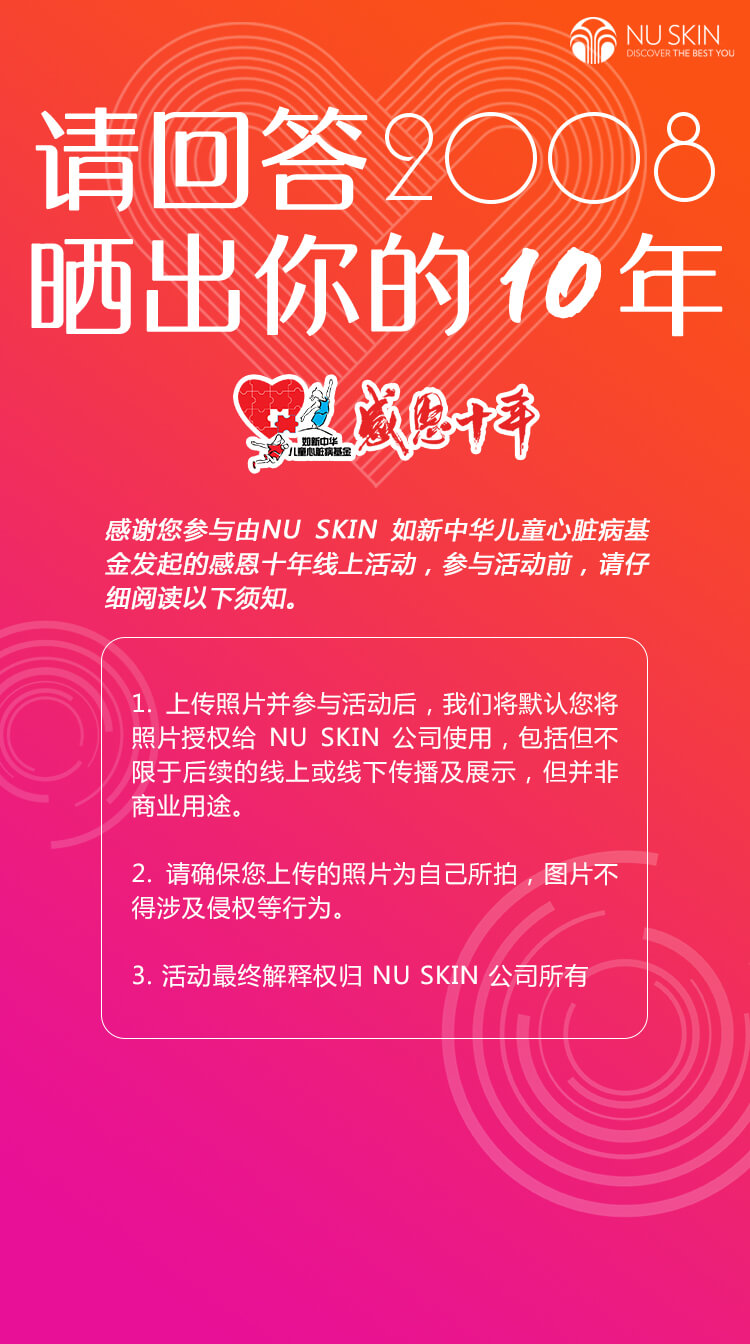 NU SKIN
DISCOVER THE BEST YOU
请回答2008
晒出你的10年
如新中华
儿童心脏病基金
感恩十年
感谢您参与由NU SKIN 如新中华儿童心脏病基
金发起的感恩十年线上活动，参与活动前，请仔
细阅读以下须知。
1. 上传照片并参与活动后，我们将默认您将
照片授权给 NU SKIN 公司使用，包括但不
限于后续的线上或线下传播及展示，但并非
商业用途。
2. 请确保您上传的照片为自己所拍，图片不
得涉及侵权等行为。
3. 活动最终解释权归 NU SKIN 公司所有